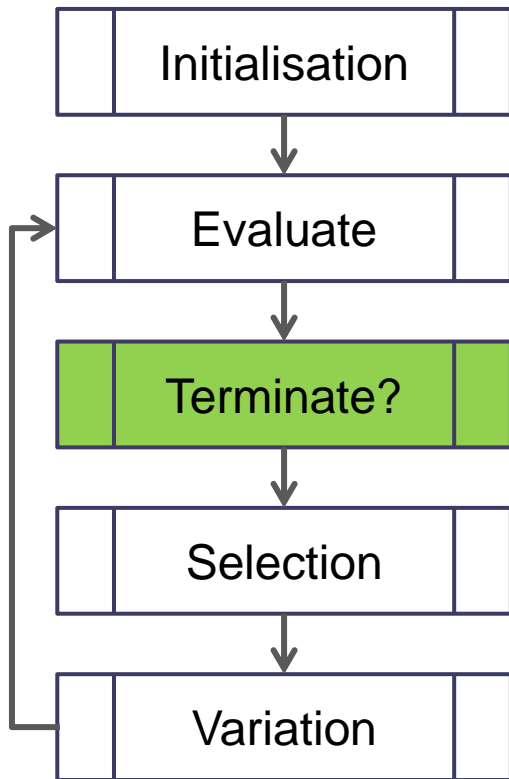 Initialisation
Evaluate
Terminate?
Selection
Variation